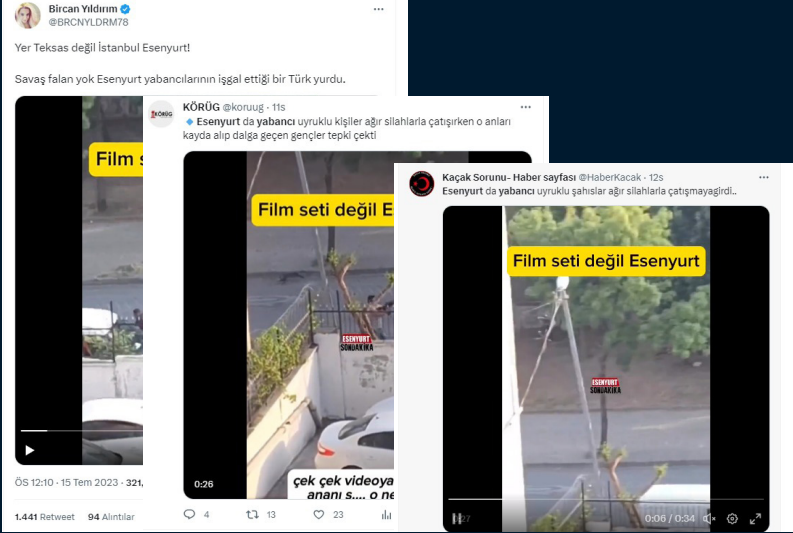 Bircan Yıldırım
@BRCNYLDRM78
Yer Teksas değil İstanbul Esenyurt!
Savaş falan yok Esenyurt yabancılarının işgal ettiği bir Türk yurdu.
Film
ÖS 12:10 · 15 Tem 2023 · 321,
1.441 Retweet 94 Alıntılar
KÖRÜG
KÖRÜG @koruug · 11s
Esenyurt da yabancı uyruklu kişiler ağır silahlarla çatışırken o anları
kayda alıp dalga geçen gençler tepki çekti
Film seti değil E
ESENYURT
SONDAKİKA
0:26
çek çek videoya
ananı s.... o ne
4 13 23
Kaçak Sorunu- Haber sayfası @HaberKacak · 12s
Esenyurt da yabancı uyruklu şahıslar ağır silahlarla çatışmayagirdi..
Film seti değil Esenyurt
ESENYURT
SONDAKİKA
0:06 / 0:34